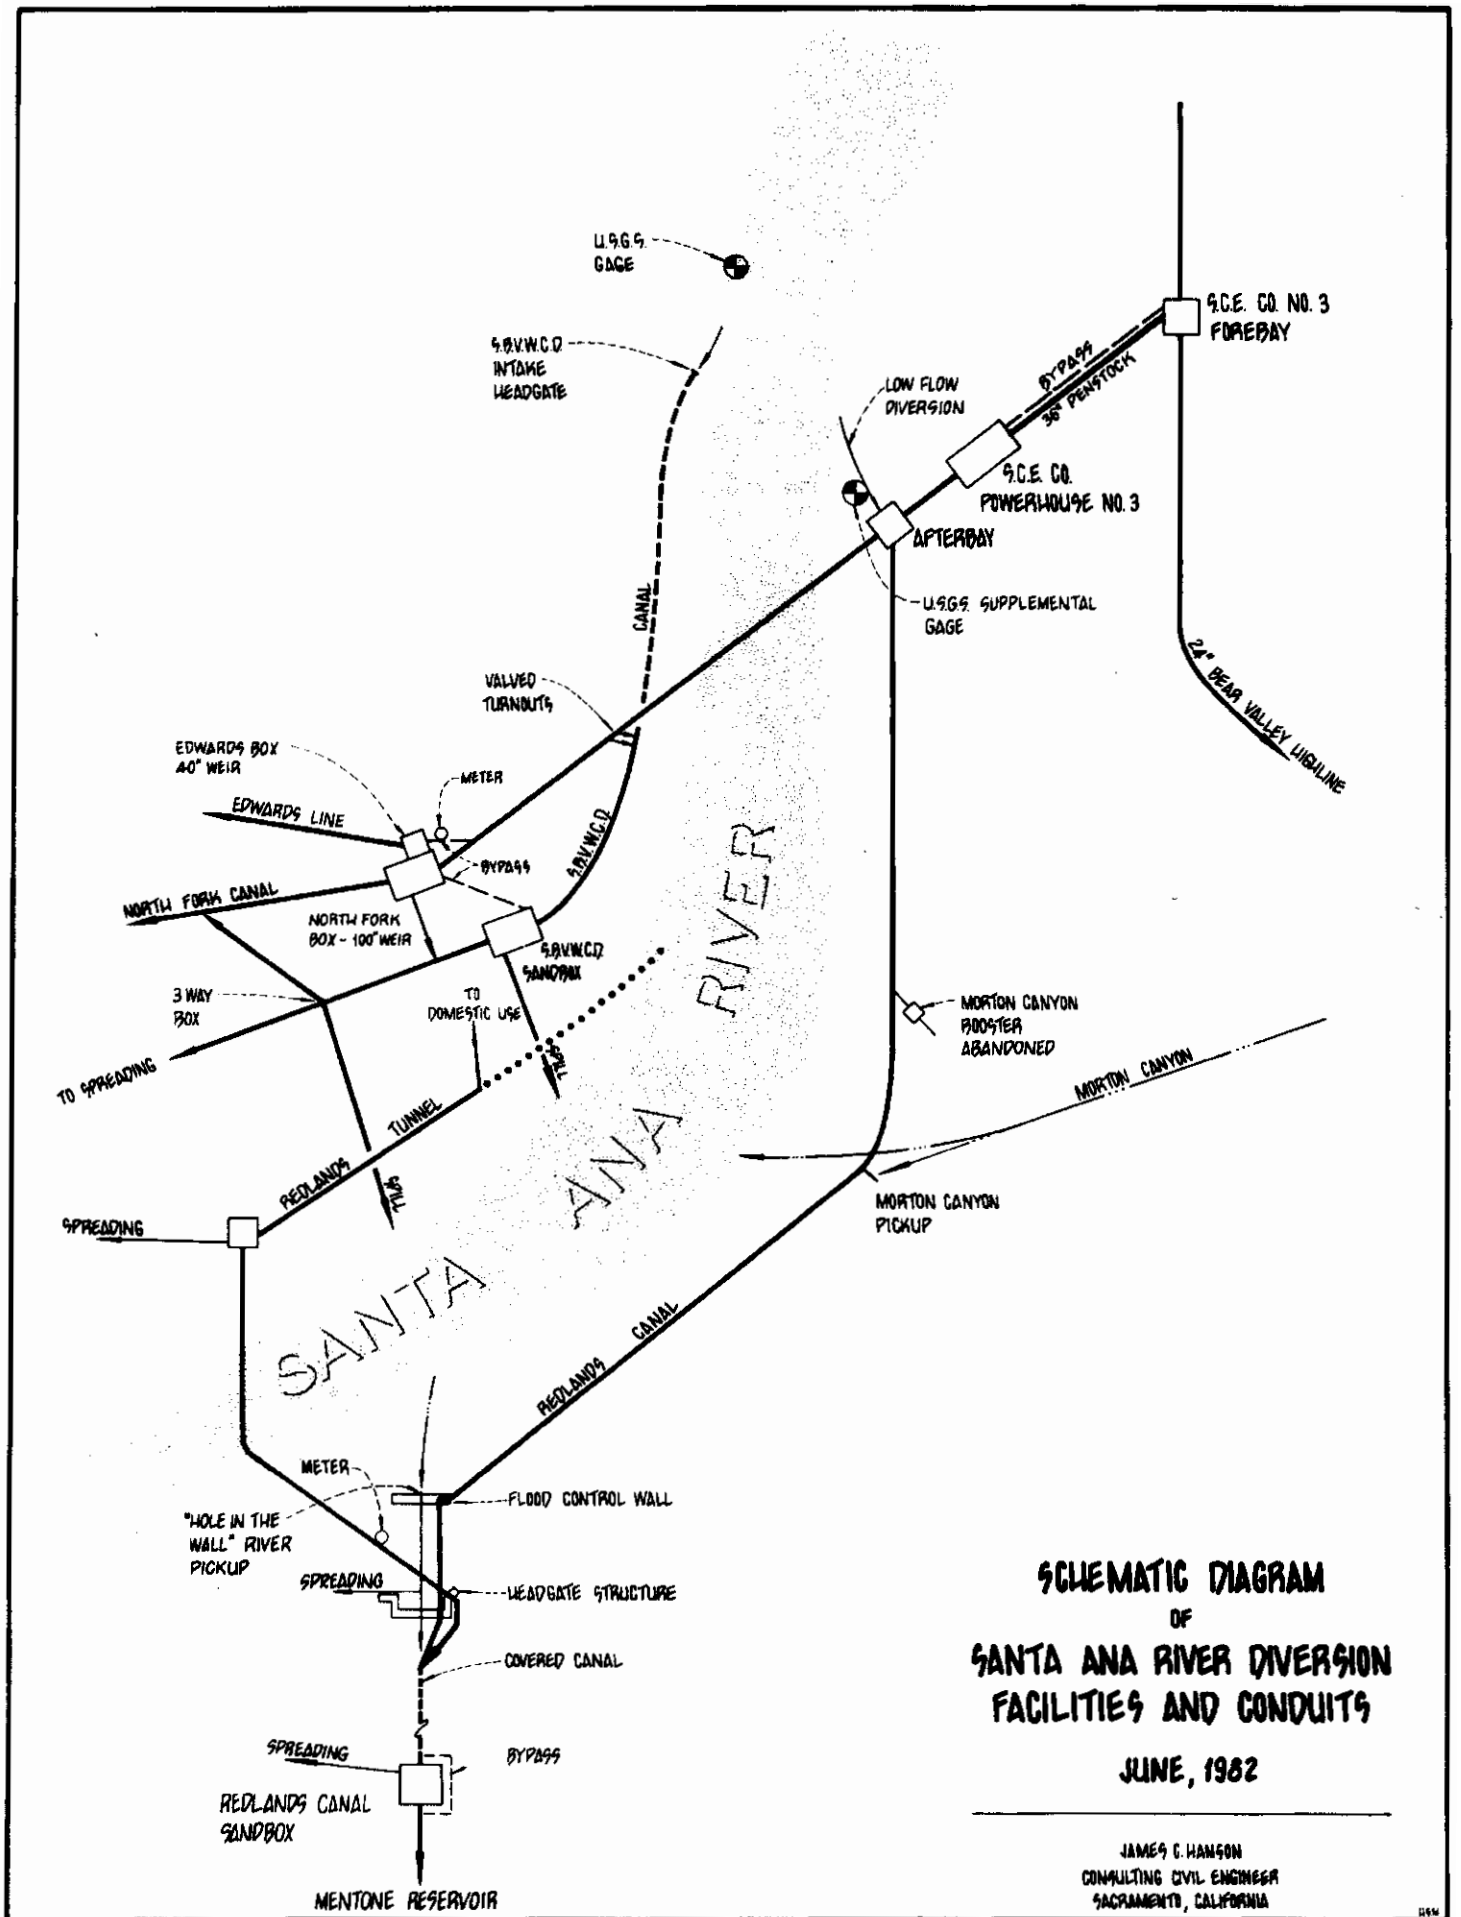 U.S.G.S.
GAGE
S.C.E. CO. NO. 3
FOREBAY
S.B.V.W.C.D.
INTAKE
HEADGATE
BYPASS
36" PENSTOCK
LOW FLOW
DIVERSION
S.C.E. CO.
POWERHOUSE NO. 3
AFTERBAY
CANAL
U.S.G.S. SUPPLEMENTAL
GAGE
24" BEAR VALLEY HIGHLINE
VALVED
TURNOUTS
EDWARDS BOX
40" WEIR
METER
EDWARDS LINE
S.B.V.W.C.D.
BYPASS
NORTH FORK CANAL
NORTH FORK
BOX - 100" WEIR
S.B.V.W.C.D.
SANDBOX
RIVER
3 WAY
BOX
TO
DOMESTIC USE
MORTON CANYON
BOOSTER
ABANDONED
TO SPREADING
SPILL
MORTON CANYON
TUNNEL
REDLANDS
ANA
SPILL
MORTON CANYON
PICKUP
SPREADING
SANTA
CANAL
REDLANDS
METER
FLOOD CONTROL WALL
"HOLE IN THE
WALL" RIVER
PICKUP
SPREADING
HEADGATE STRUCTURE
COVERED CANAL
SPREADING
BYPASS
REDLANDS CANAL
SANDBOX
MENTONE RESERVOIR
SCHEMATIC DIAGRAM
OF
SANTA ANA RIVER DIVERSION
FACILITIES AND CONDUITS
JUNE, 1982
JAMES C. HANSON
CONSULTING CIVIL ENGINEER
SACRAMENTO, CALIFORNIA